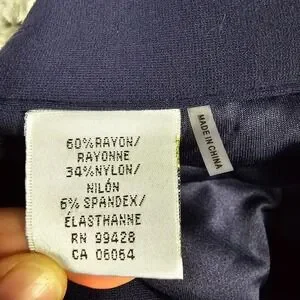 60%RAYON/
RAYONNE
34%NYLON/
NILÓN
6% SPANDEX/
ÉLASTHANNE
RN 99428
CA 06064
MADE IN CHINA